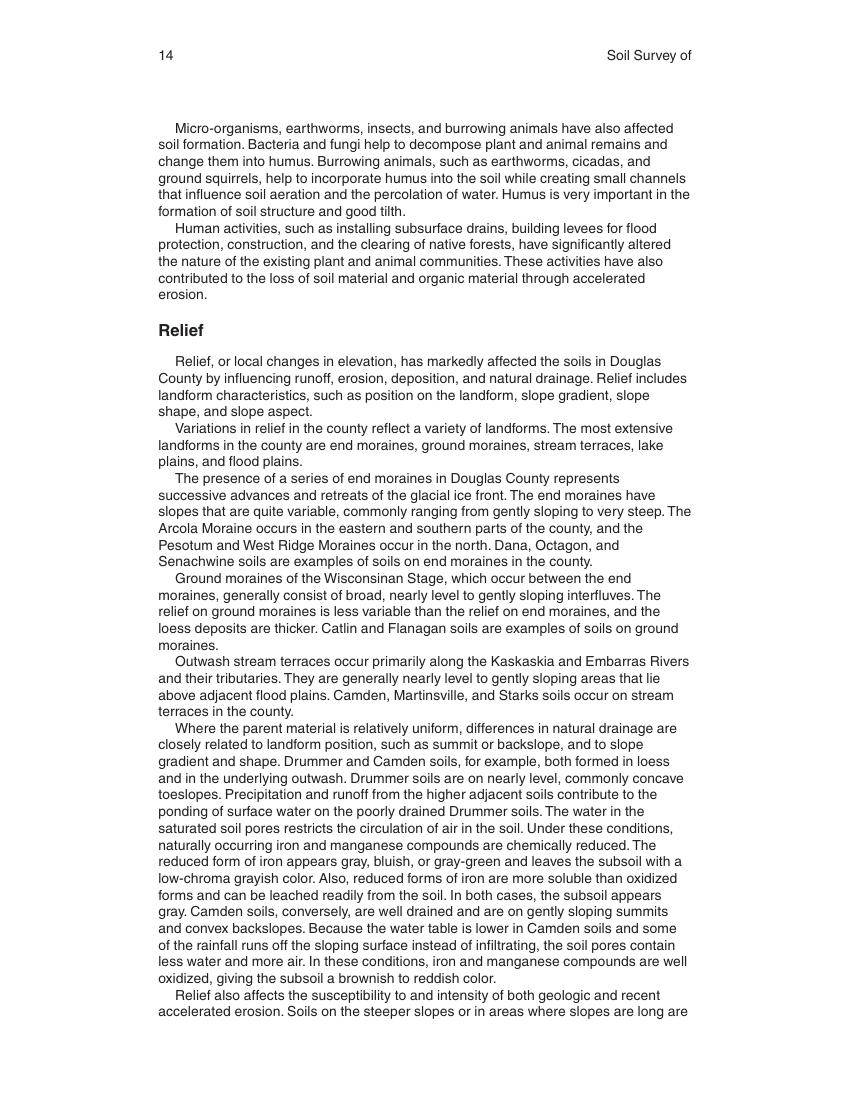 14
Soil Survey of
Micro-organisms, earthworms, insects, and burrowing animals have also affected
soil formation. Bacteria and fungi help to decompose plant and animal remains and
change them into humus. Burrowing animals, such as earthworms, cicadas, and
ground squirrels, help to incorporate humus into the soil while creating small channels
that influence soil aeration and the percolation of water. Humus is very important in the
formation of soil structure and good tilth.
Human activities, such as installing subsurface drains, building levees for flood
protection, construction, and the clearing of native forests, have significantly altered
the nature of the existing plant and animal communities. These activities have also
contributed to the loss of soil material and organic material through accelerated
erosion.
Relief
Relief, or local changes in elevation, has markedly affected the soils in Douglas
County by influencing runoff, erosion, deposition, and natural drainage. Relief includes
landform characteristics, such as position on the landform, slope gradient, slope
shape, and slope aspect.
Variations in relief in the county reflect a variety of landforms. The most extensive
landforms in the county are end moraines, ground moraines, stream terraces, lake
plains, and flood plains.
The presence of a series of end moraines in Douglas County represents
successive advances and retreats of the glacial ice front. The end moraines have
slopes that are quite variable, commonly ranging from gently sloping to very steep. The
Arcola Moraine occurs in the eastern and southern parts of the county, and the
Pesotum and West Ridge Moraines occur in the north. Dana, Octagon, and
Senachwine soils are examples of soils on end moraines in the county.
Ground moraines of the Wisconsinan Stage, which occur between the end
moraines, generally consist of broad, nearly level to gently sloping interfluves. The
relief on ground moraines is less variable than the relief on end moraines, and the
loess deposits are thicker. Catlin and Flanagan soils are examples of soils on ground
moraines.
Outwash stream terraces occur primarily along the Kaskaskia and Embarras Rivers
and their tributaries. They are generally nearly level to gently sloping areas that lie
above adjacent flood plains. Camden, Martinsville, and Starks soils occur on stream
terraces in the county.
Where the parent material is relatively uniform, differences in natural drainage are
closely related to landform position, such as summit or backslope, and to slope
gradient and shape. Drummer and Camden soils, for example, both formed in loess
and in the underlying outwash. Drummer soils are on nearly level, commonly concave
toeslopes. Precipitation and runoff from the higher adjacent soils contribute to the
ponding of surface water on the poorly drained Drummer soils. The water in the
saturated soil pores restricts the circulation of air in the soil. Under these conditions,
naturally occurring iron and manganese compounds are chemically reduced. The
reduced form of iron appears gray, bluish, or gray-green and leaves the subsoil with a
low-chroma grayish color. Also, reduced forms of iron are more soluble than oxidized
forms and can be leached readily from the soil. In both cases, the subsoil appears
gray. Camden soils, conversely, are well drained and are on gently sloping summits
and convex backslopes. Because the water table is lower in Camden soils and some
of the rainfall runs off the sloping surface instead of infiltrating, the soil pores contain
less water and more air. In these conditions, iron and manganese compounds are well
oxidized, giving the subsoil a brownish to reddish color.
Relief also affects the susceptibility to and intensity of both geologic and recent
accelerated erosion. Soils on the steeper slopes or in areas where slopes are long are